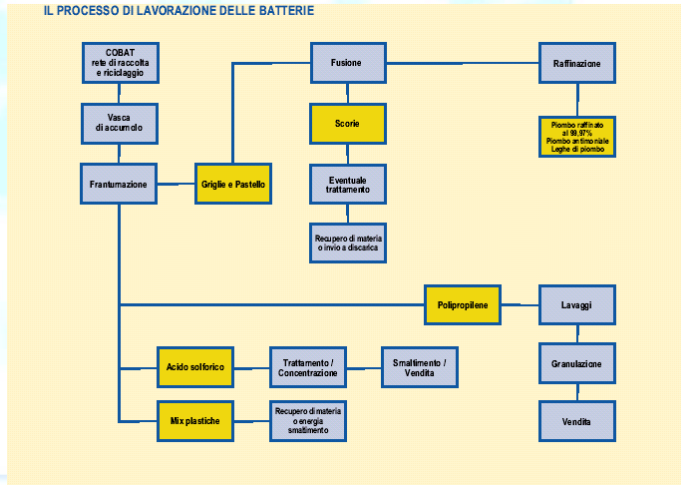 IL PROCESSO DI LAVORAZIONE DELLE BATTERIE
COBAT
rete di raccolta
e riciclaggio
Fusione
Raffinazione
Vasca
di accumolo
Scorie
Piombo raffinato
al 99,97%
Piombo antimoniale
Leghe di piombo
Frantumazione
Griglie e Pastello
Eventuale
trattamento
Recupero di materia
o invio a discarica
Polipropilene
Lavaggi
Acido solforico
Trattamento /
Concentrazione
Smaltimento /
Vendita
Granulazione
Mix plastiche
Recupero di materia
o energia
smaltimento
Vendita